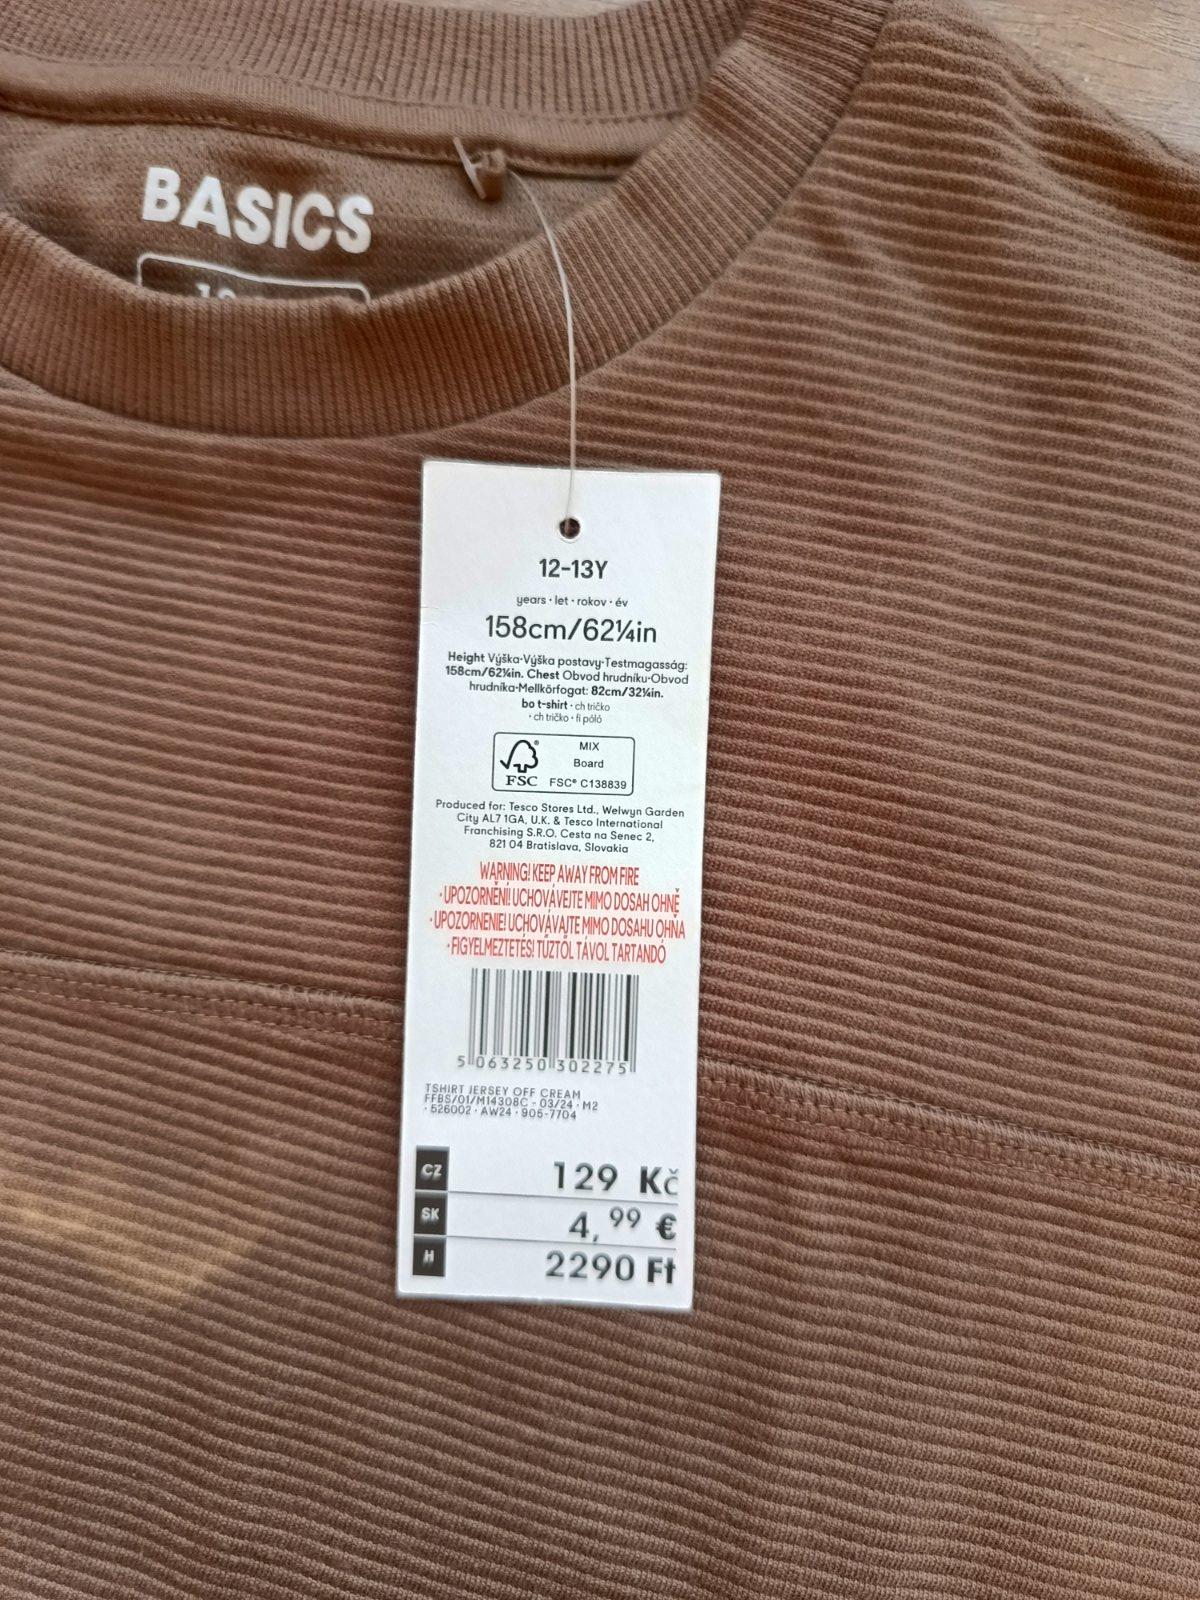 BASICS
12-13Y
years · let · rokov · év
158cm/62¼in
Height Výška·Výška postavy·Testmagasság:
158cm/62¼in. Chest Obvod hrudníku·Obvod
hrudníka·Mellkörfogat: 82cm/32¼in.
bo t-shirt · ch tričko
· ch tričko · fi póló
MIX
Board
FSC® C138839
FSC
Produced for: Tesco Stores Ltd., Welwyn Garden
City AL7 1GA, U.K. & Tesco International
Franchising S.R.O. Cesta na Senec 2,
821 04 Bratislava, Slovakia
WARNING! KEEP AWAY FROM FIRE
· UPOZORNĚNÍ! UCHOVÁVEJTE MIMO DOSAH OHNĚ
· UPOZORNENIE! UCHOVÁVAJTE MIMO DOSAHU OHŇA
· FIGYELMEZTETÉS! TŰZTŐL TÁVOL TARTANDÓ
5 063250 302275
TSHIRT JERSEY OFF CREAM
FFBS/01/M14308C - 03/24 · M2
· 526002 · AW24 · 905-7704
CZ 129 Kč
SK 4,99 €
H 2290 Ft